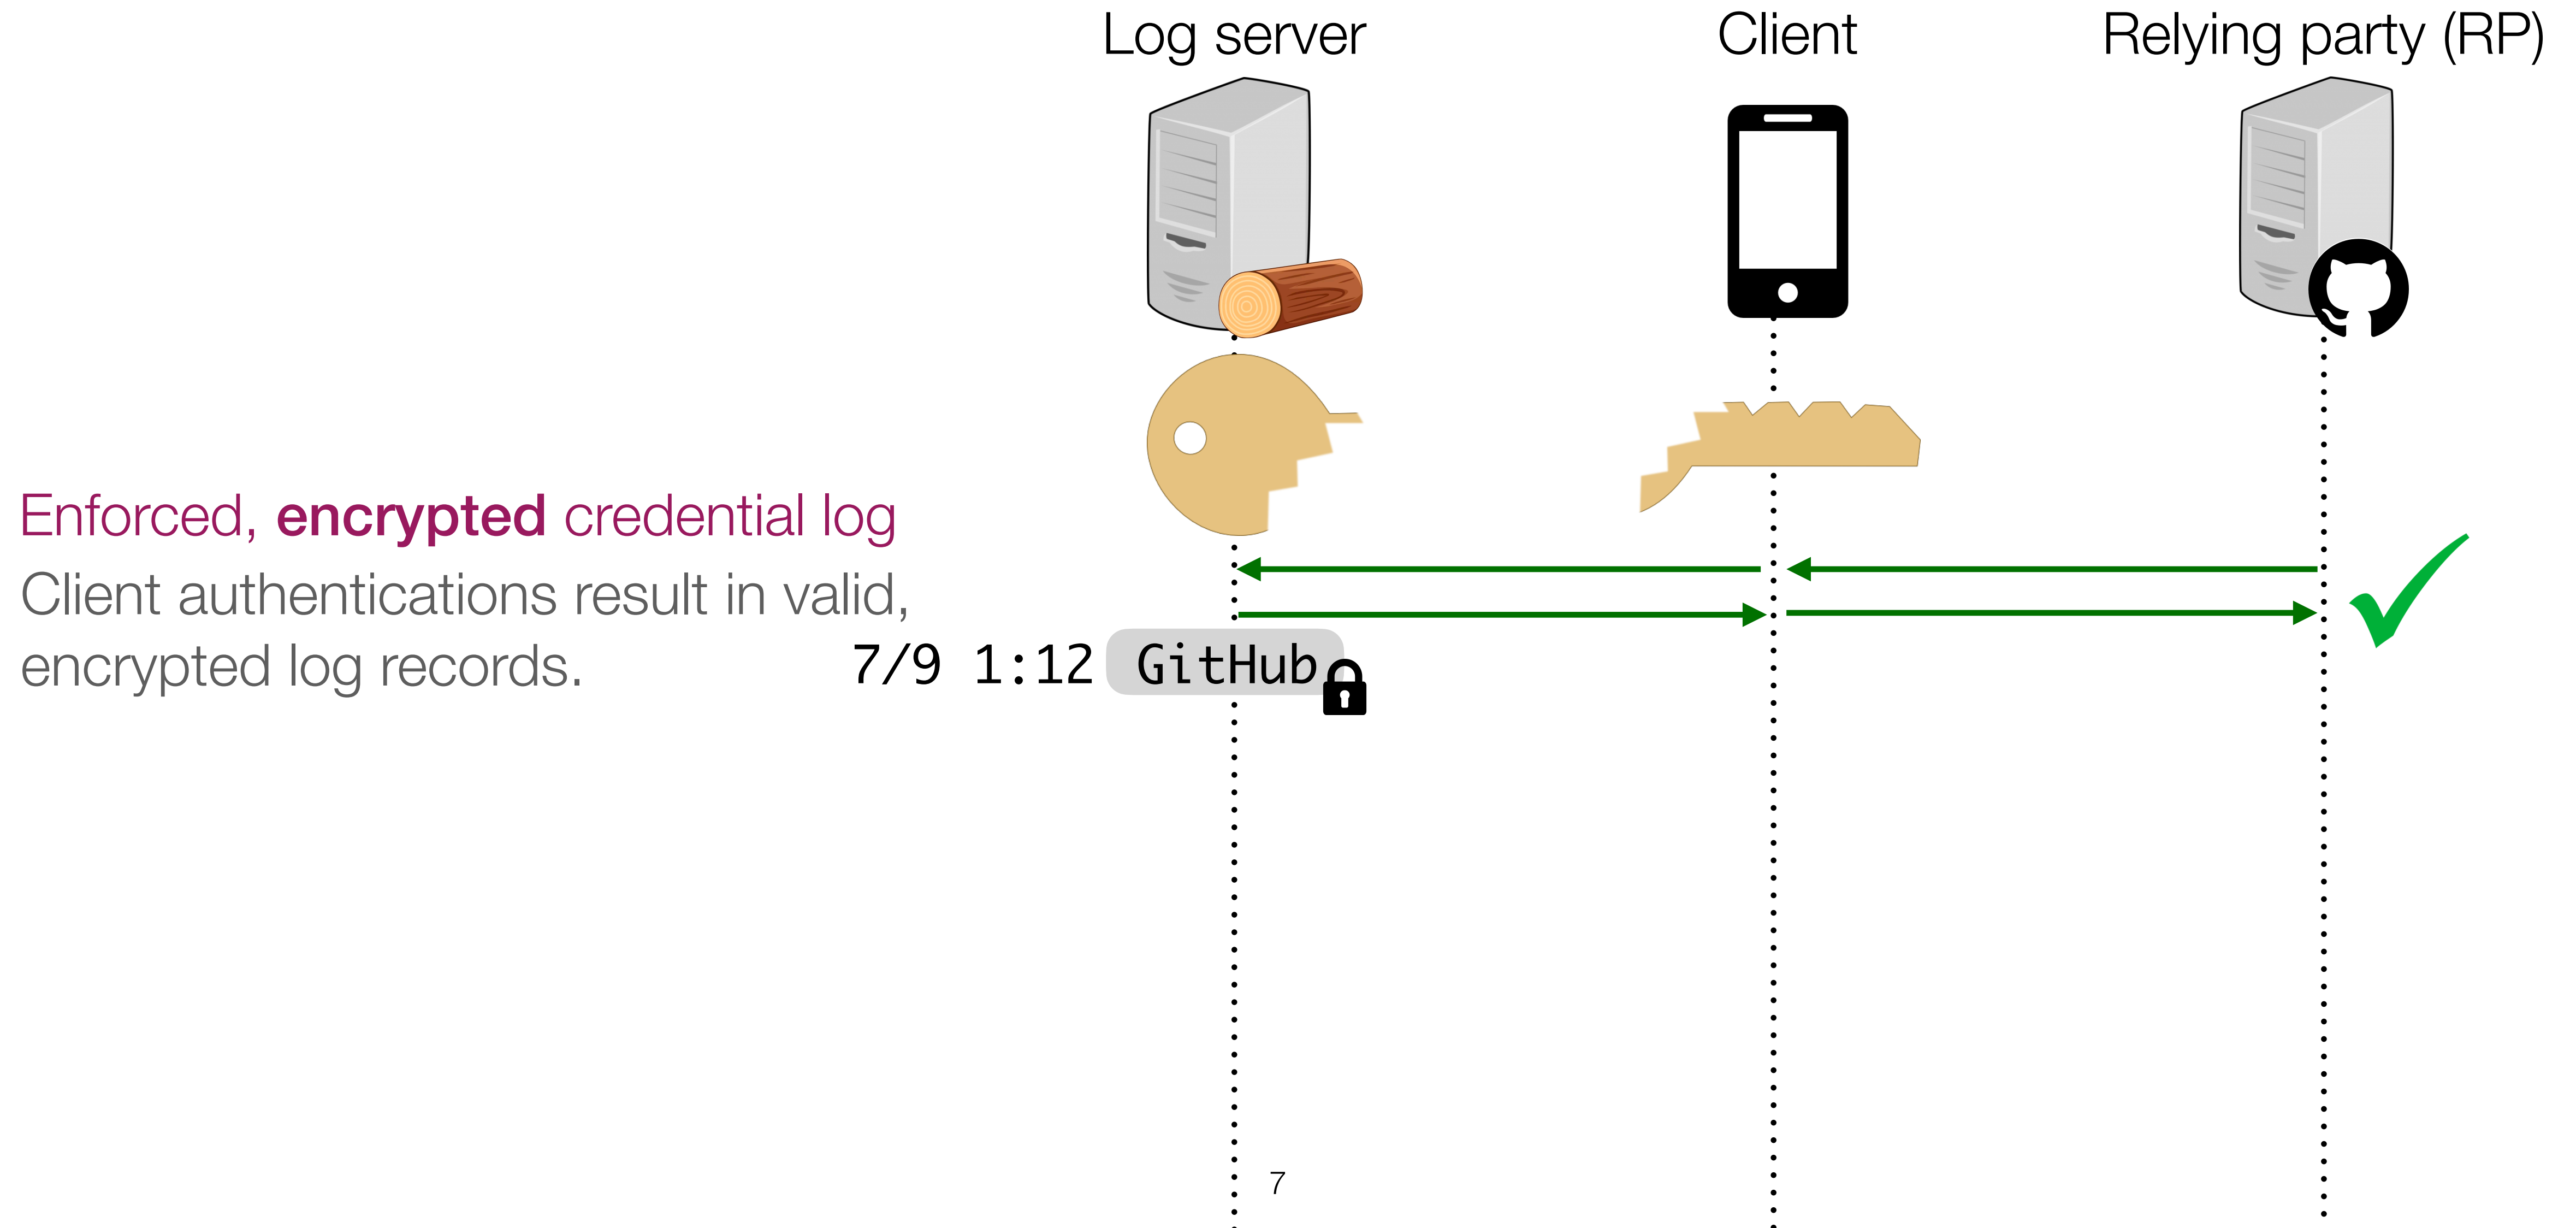 Log server
Client
Relying party (RP)
Enforced, encrypted credential log
Client authentications result in valid,
encrypted log records.
7/9 1:12 GitHub
7